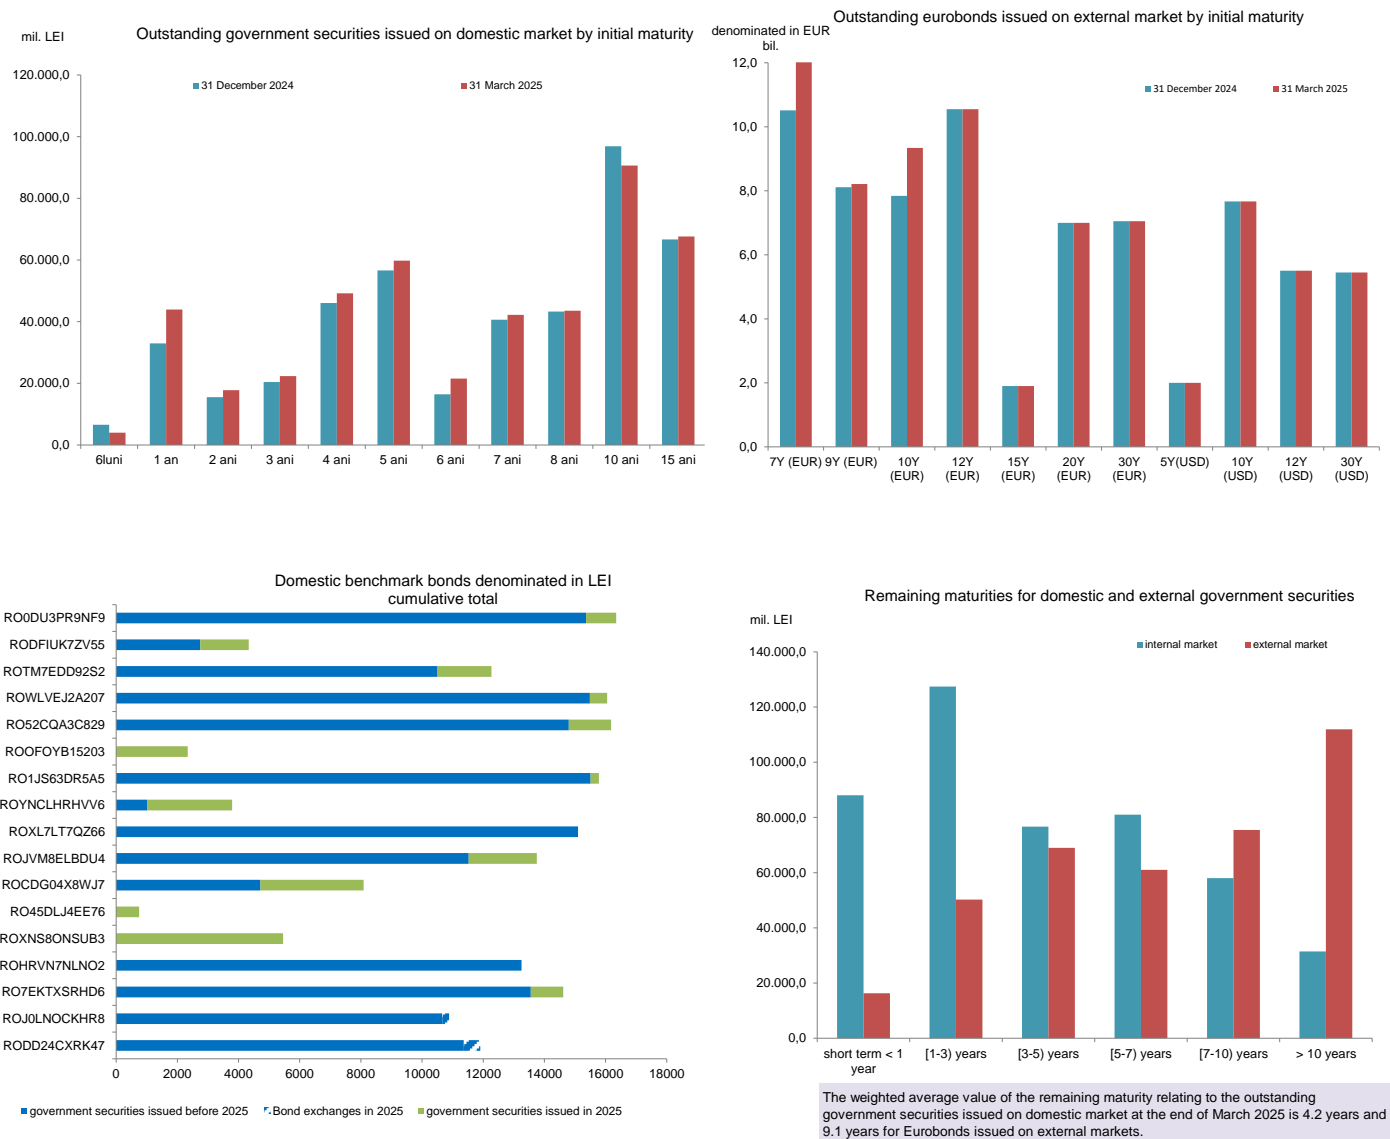 Outstanding government securities issued on domestic market by initial maturity
mil. LEI
31 December 2024
31 March 2025
120.000,0
100.000,0
80.000,0
60.000,0
40.000,0
20.000,0
0,0
6luni
1 an
2 ani
3 ani
4 ani
5 ani
6 ani
7 ani
8 ani
10 ani
15 ani
Outstanding eurobonds issued on external market by initial maturity
denominated in EUR
bil.
31 December 2024
31 March 2025
12,0
10,0
8,0
6,0
4,0
2,0
0,0
7Y (EUR)
9Y (EUR)
10Y
(EUR)
12Y
(EUR)
15Y
(EUR)
20Y
(EUR)
30Y
(EUR)
5Y(USD)
10Y
(USD)
12Y
(USD)
30Y
(USD)
Domestic benchmark bonds denominated in LEI
cumulative total
RO0DU3PR9NF9
RODFIUK7ZV55
ROTM7EDD92S2
ROWLVEJ2A207
RO52CQA3C829
ROOFOYB15203
RO1JS63DR5A5
ROYNCLHRHVV6
ROXL7LT7QZ66
ROJVM8ELBDU4
ROCDG04X8WJ7
RO45DLJ4EE76
ROXNS8ONSUB3
ROHRVN7NLNO2
RO7EKTXSRHD6
ROJ0LNOCKHR8
RODD24CXRK47
0
2000
4000
6000
8000
10000
12000
14000
16000
18000
government securities issued before 2025
Bond exchanges in 2025
government securities issued in 2025
Remaining maturities for domestic and external government securities
mil. LEI
internal market
external market
140.000,0
120.000,0
100.000,0
80.000,0
60.000,0
40.000,0
20.000,0
0,0
short term < 1
year
[1-3) years
[3-5) years
[5-7) years
[7-10) years
> 10 years
The weighted average value of the remaining maturity relating to the outstanding
government securities issued on domestic market at the end of March 2025 is 4.2 years and
9.1 years for Eurobonds issued on external markets.